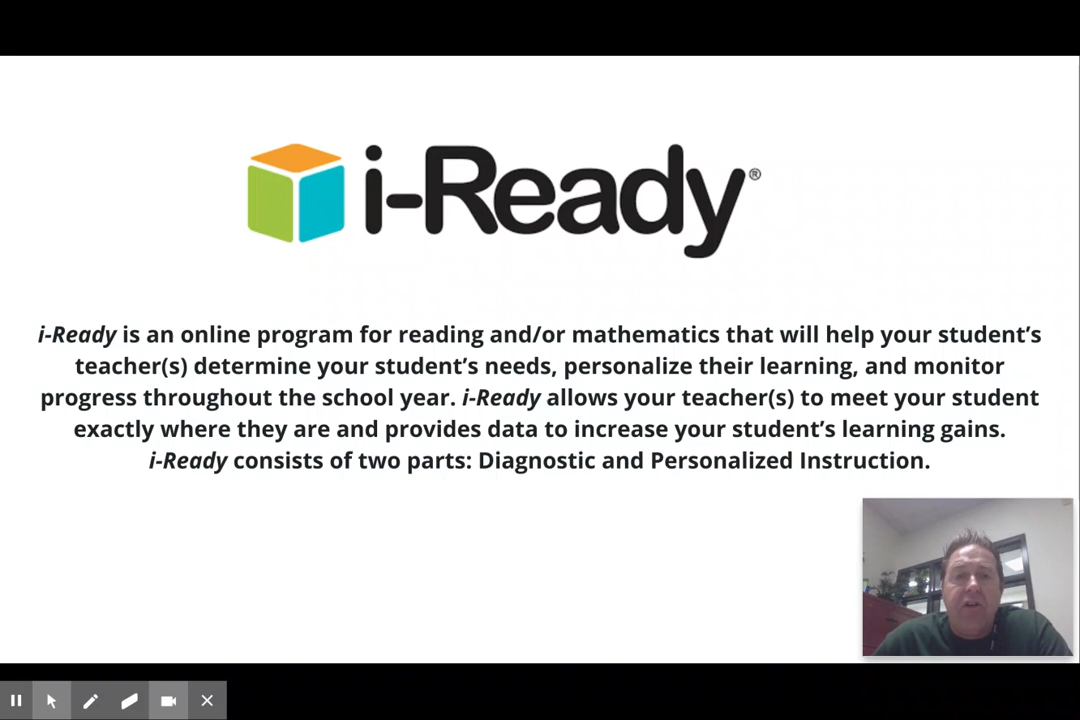 i-Ready®
i-Ready is an online program for reading and/or mathematics that will help your student’s
teacher(s) determine your student’s needs, personalize their learning, and monitor
progress throughout the school year. i-Ready allows your teacher(s) to meet your student
exactly where they are and provides data to increase your student’s learning gains.
i-Ready consists of two parts: Diagnostic and Personalized Instruction.